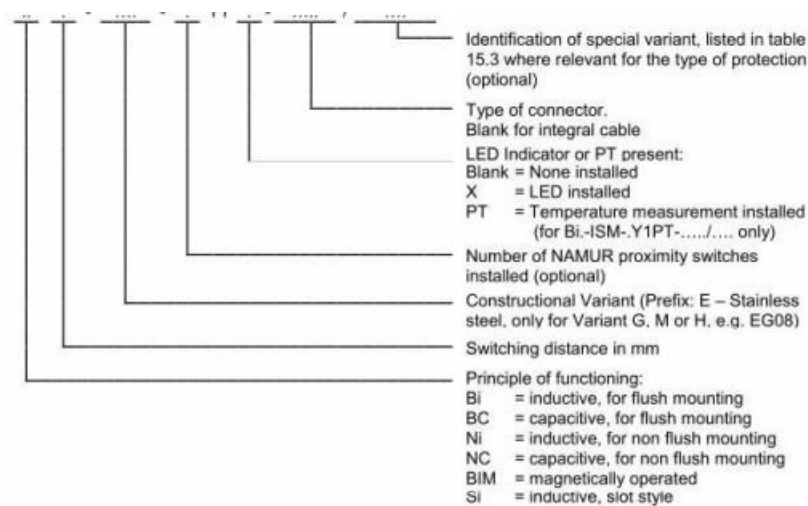 Identification of special variant, listed in table
15.3 where relevant for the type of protection
(optional)
Type of connector.
Blank for integral cable
LED Indicator or PT present:
Blank = None installed
X = LED installed
PT = Temperature measurement installed
(for Bi.-ISM-.Y1PT-...../.... only)
Number of NAMUR proximity switches
installed (optional)
Constructional Variant (Prefix: E – Stainless
steel, only for Variant G, M or H, e.g. EG08)
Switching distance in mm
Principle of functioning:
Bi = inductive, for flush mounting
BC = capacitive, for flush mounting
Ni = inductive, for non flush mounting
NC = capacitive, for non flush mounting
BIM = magnetically operated
Si = inductive, slot style